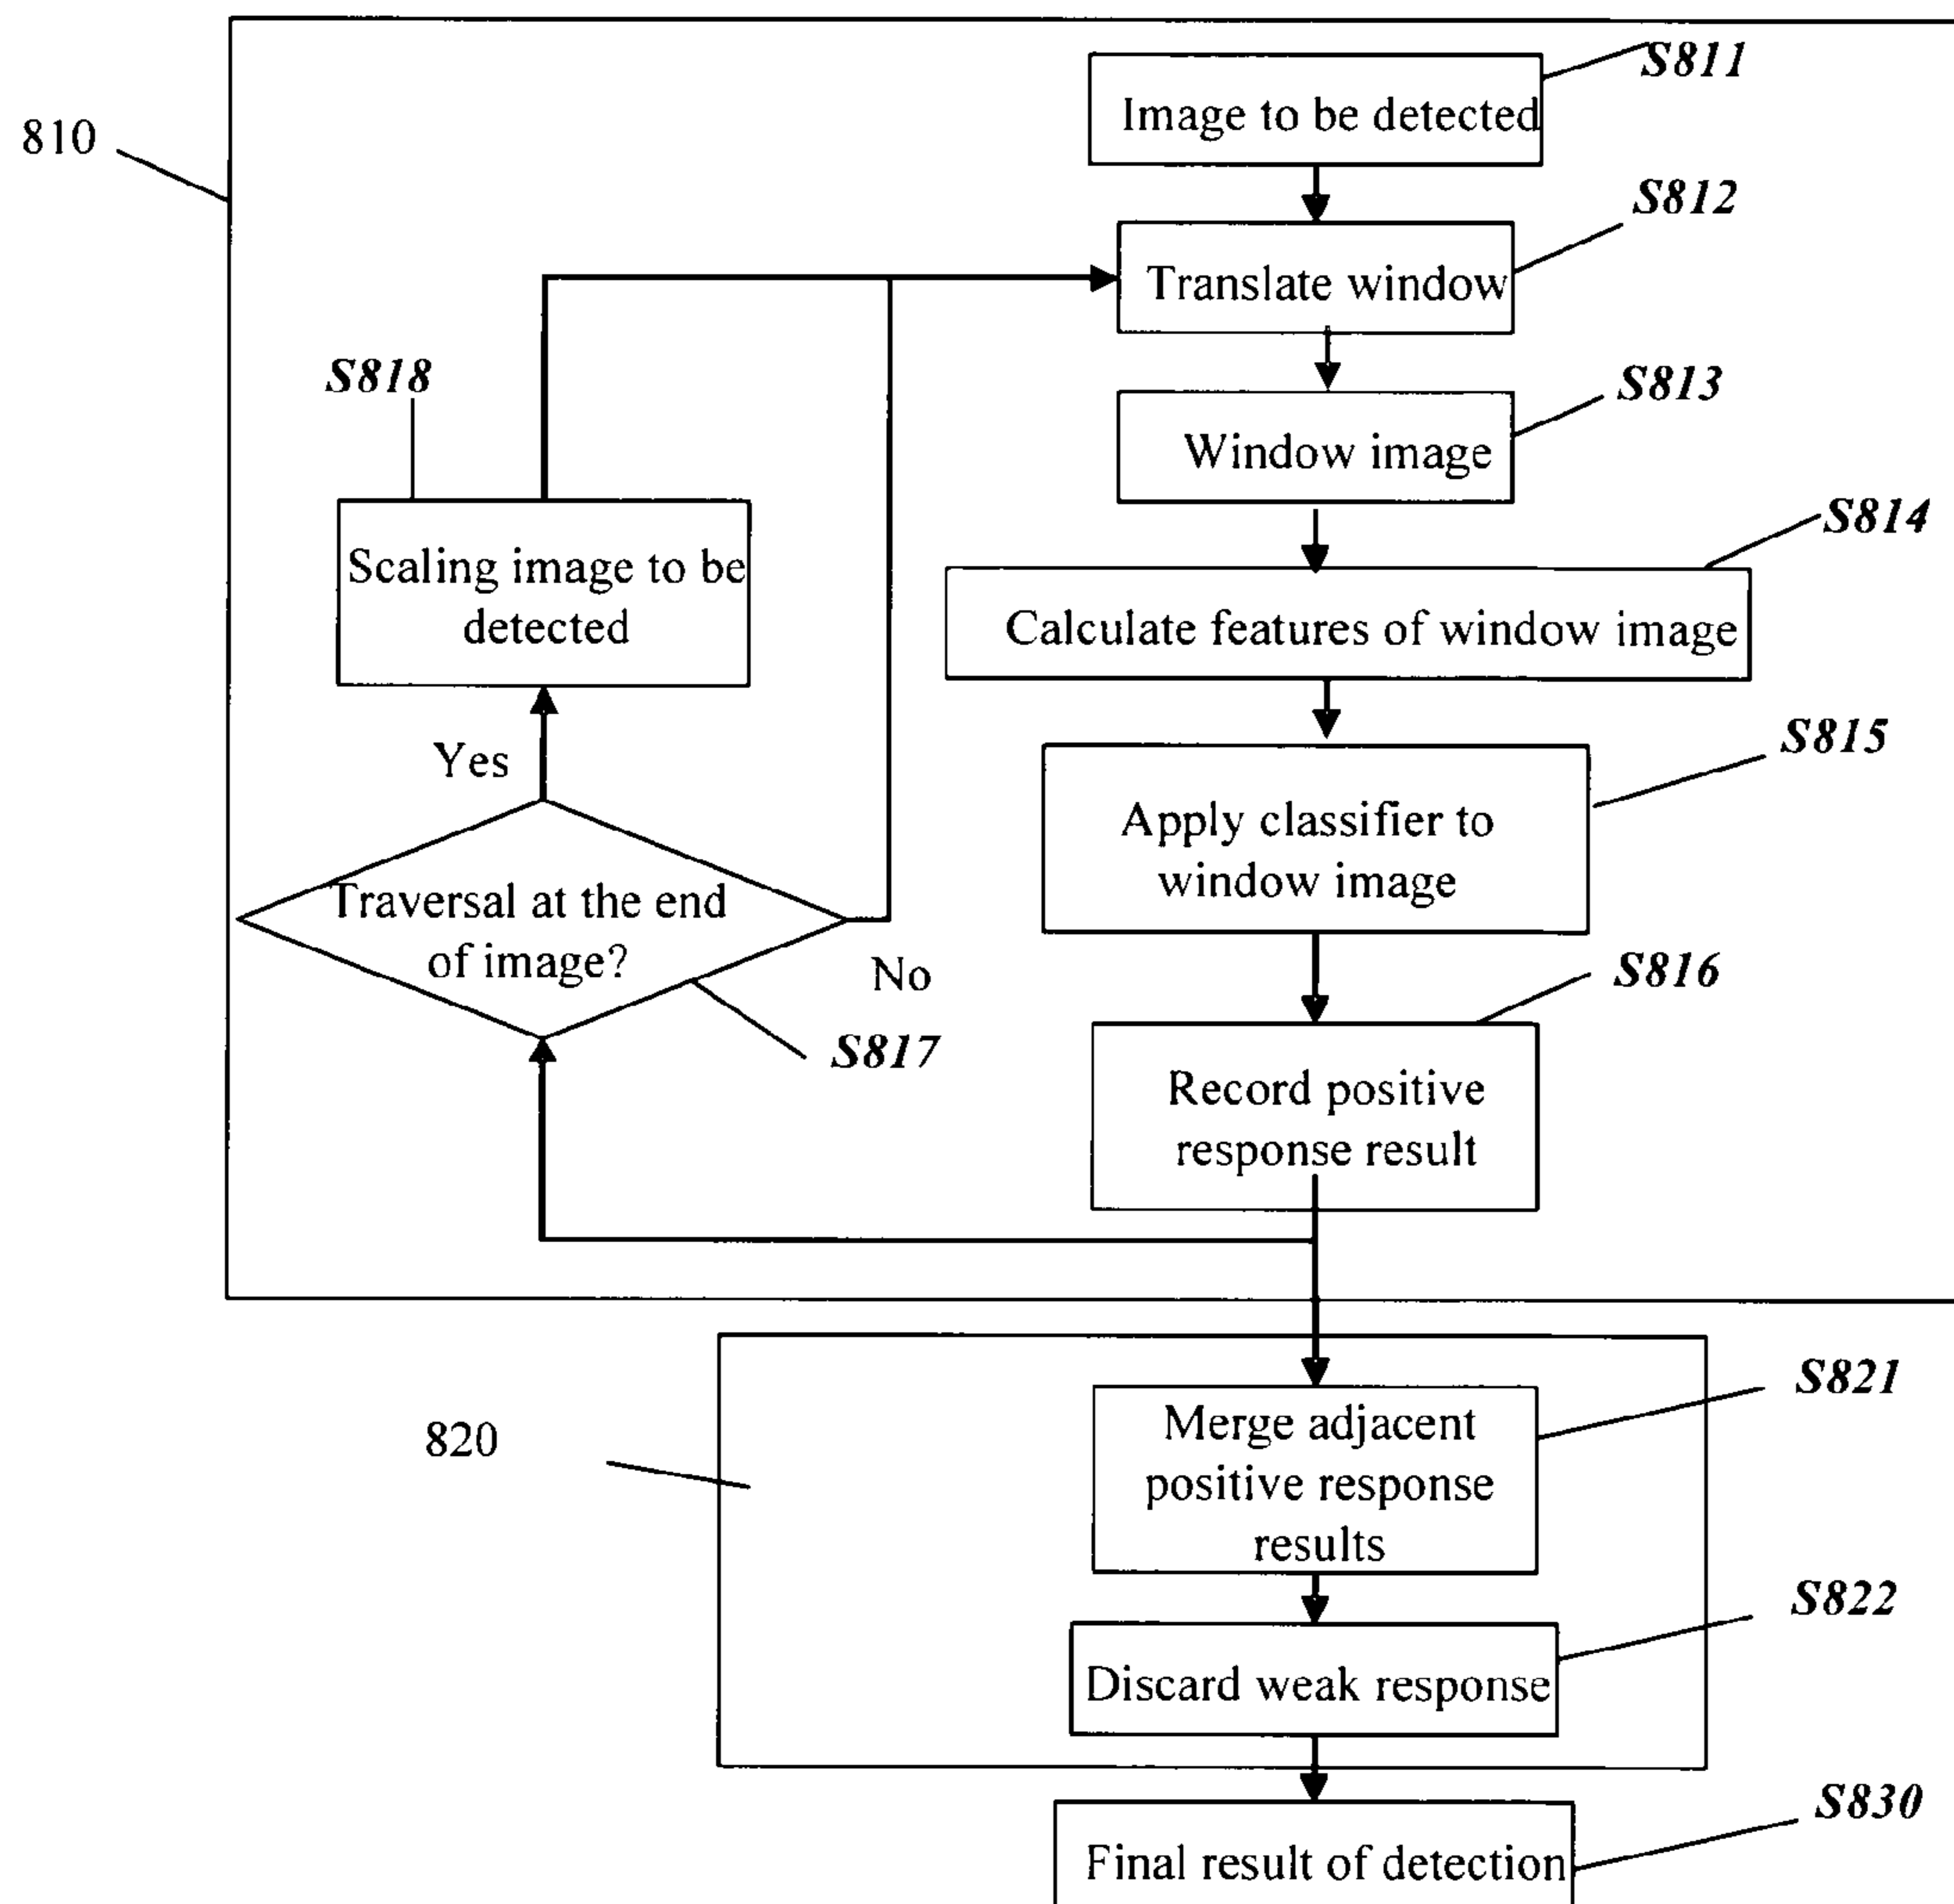 S811
Image to be detected
810
S812
Translate window
S818
S813
Window image
S814
Scaling image to be
detected
Calculate features of window image
S815
Yes
Apply classifier to
window image
Traversal at the end
of image?
No
S816
S817
Record positive
response result
S821
Merge adjacent
positive response
results
820
S822
Discard weak response
S830
Final result of detection